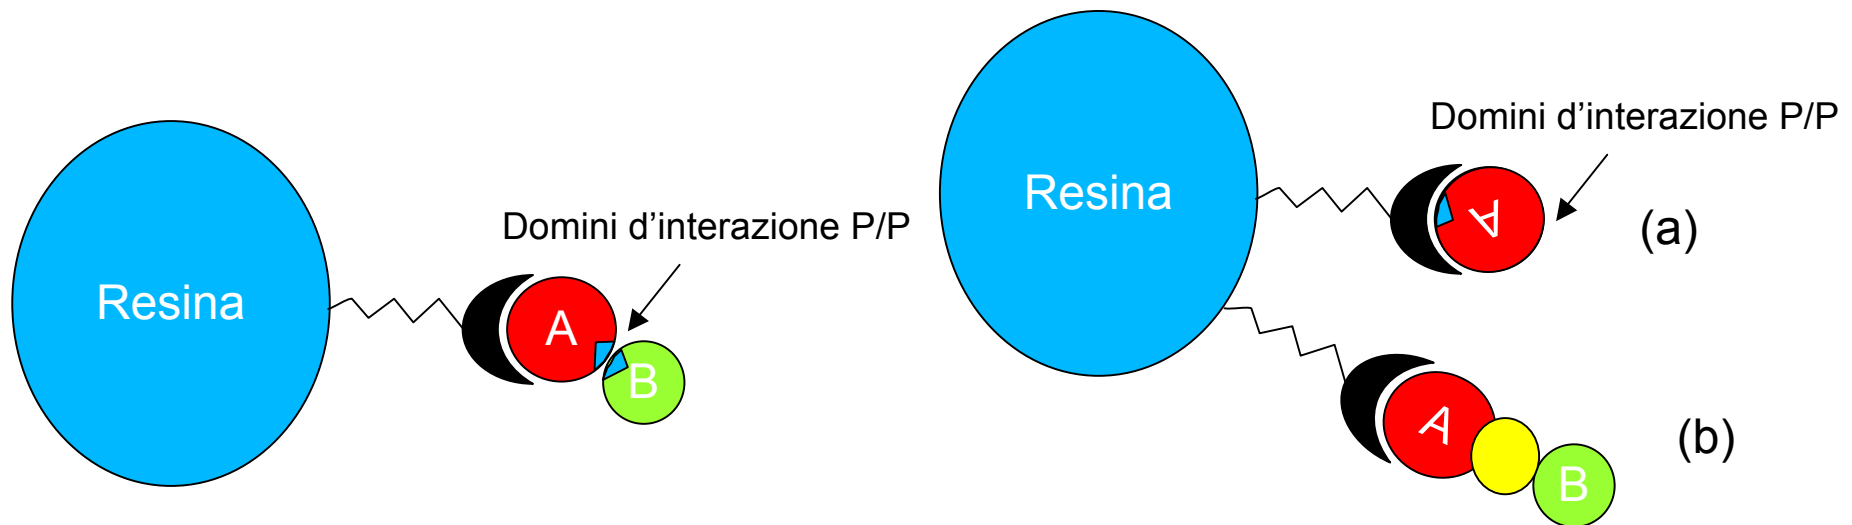 Resina
Domini d’interazione P/P
A
B
Resina
Domini d’interazione P/P
A
(a)
A
B
(b)